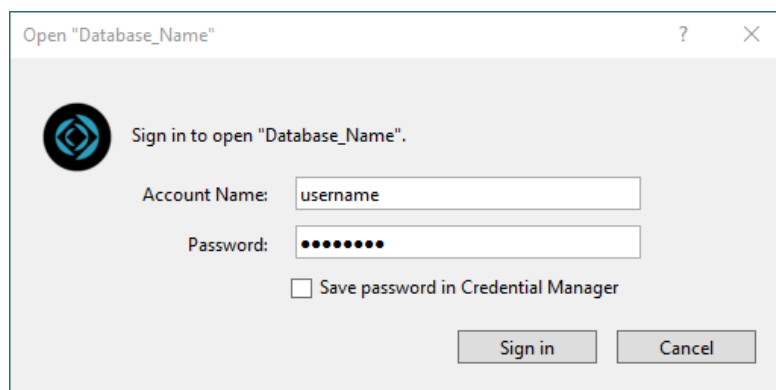 Open "Database_Name"
Sign in to open "Database_Name".
Account Name: username
Password: ●●●●●●●●
Save password in Credential Manager
Sign in Cancel